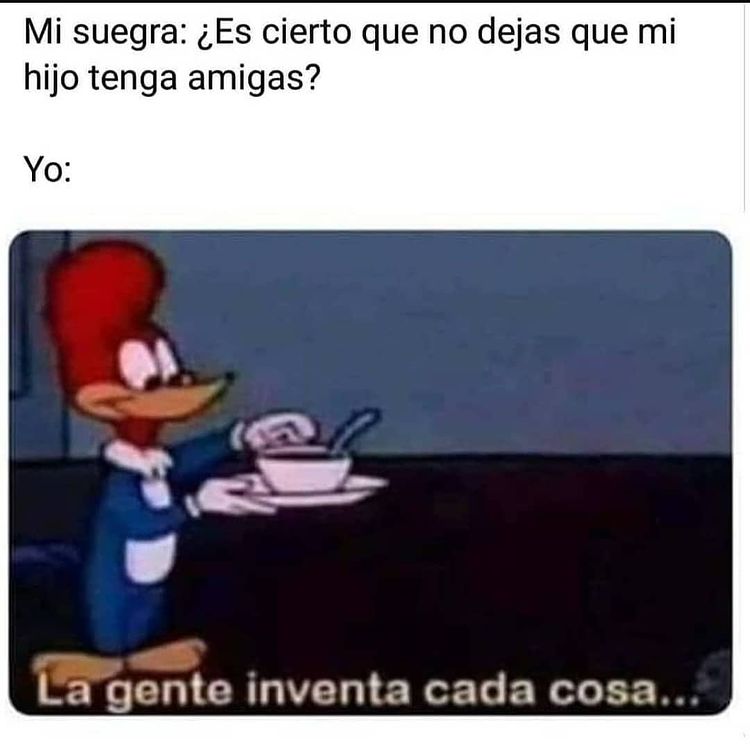 Mi suegra: ¿Es cierto que no dejas que mi
hijo tenga amigas?
Yo:
La gente inventa cada cosa...